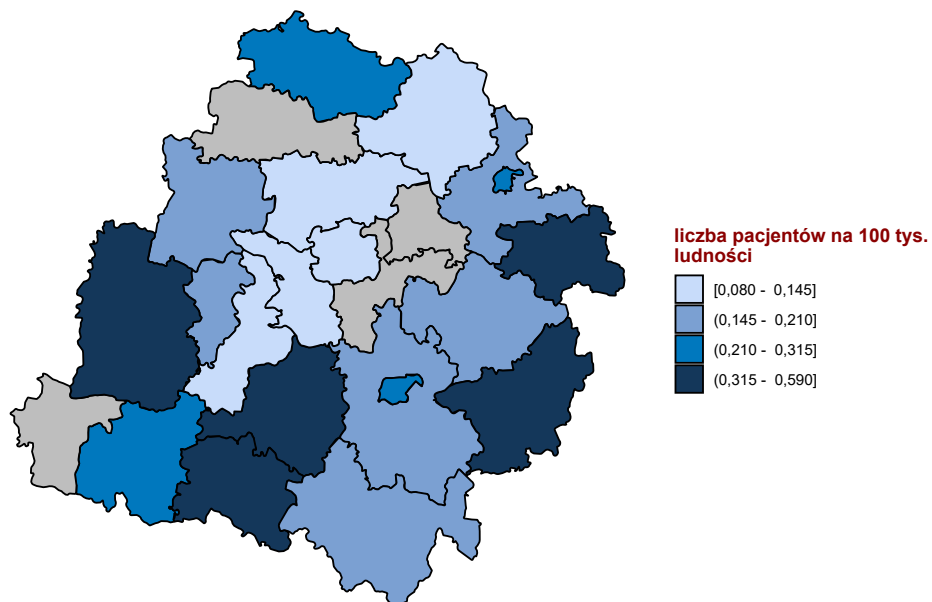 liczba pacjentów na 100 tys.
ludności
[0,080 - 0,145]
(0,145 - 0,210]
(0,210 - 0,315]
(0,315 - 0,590]